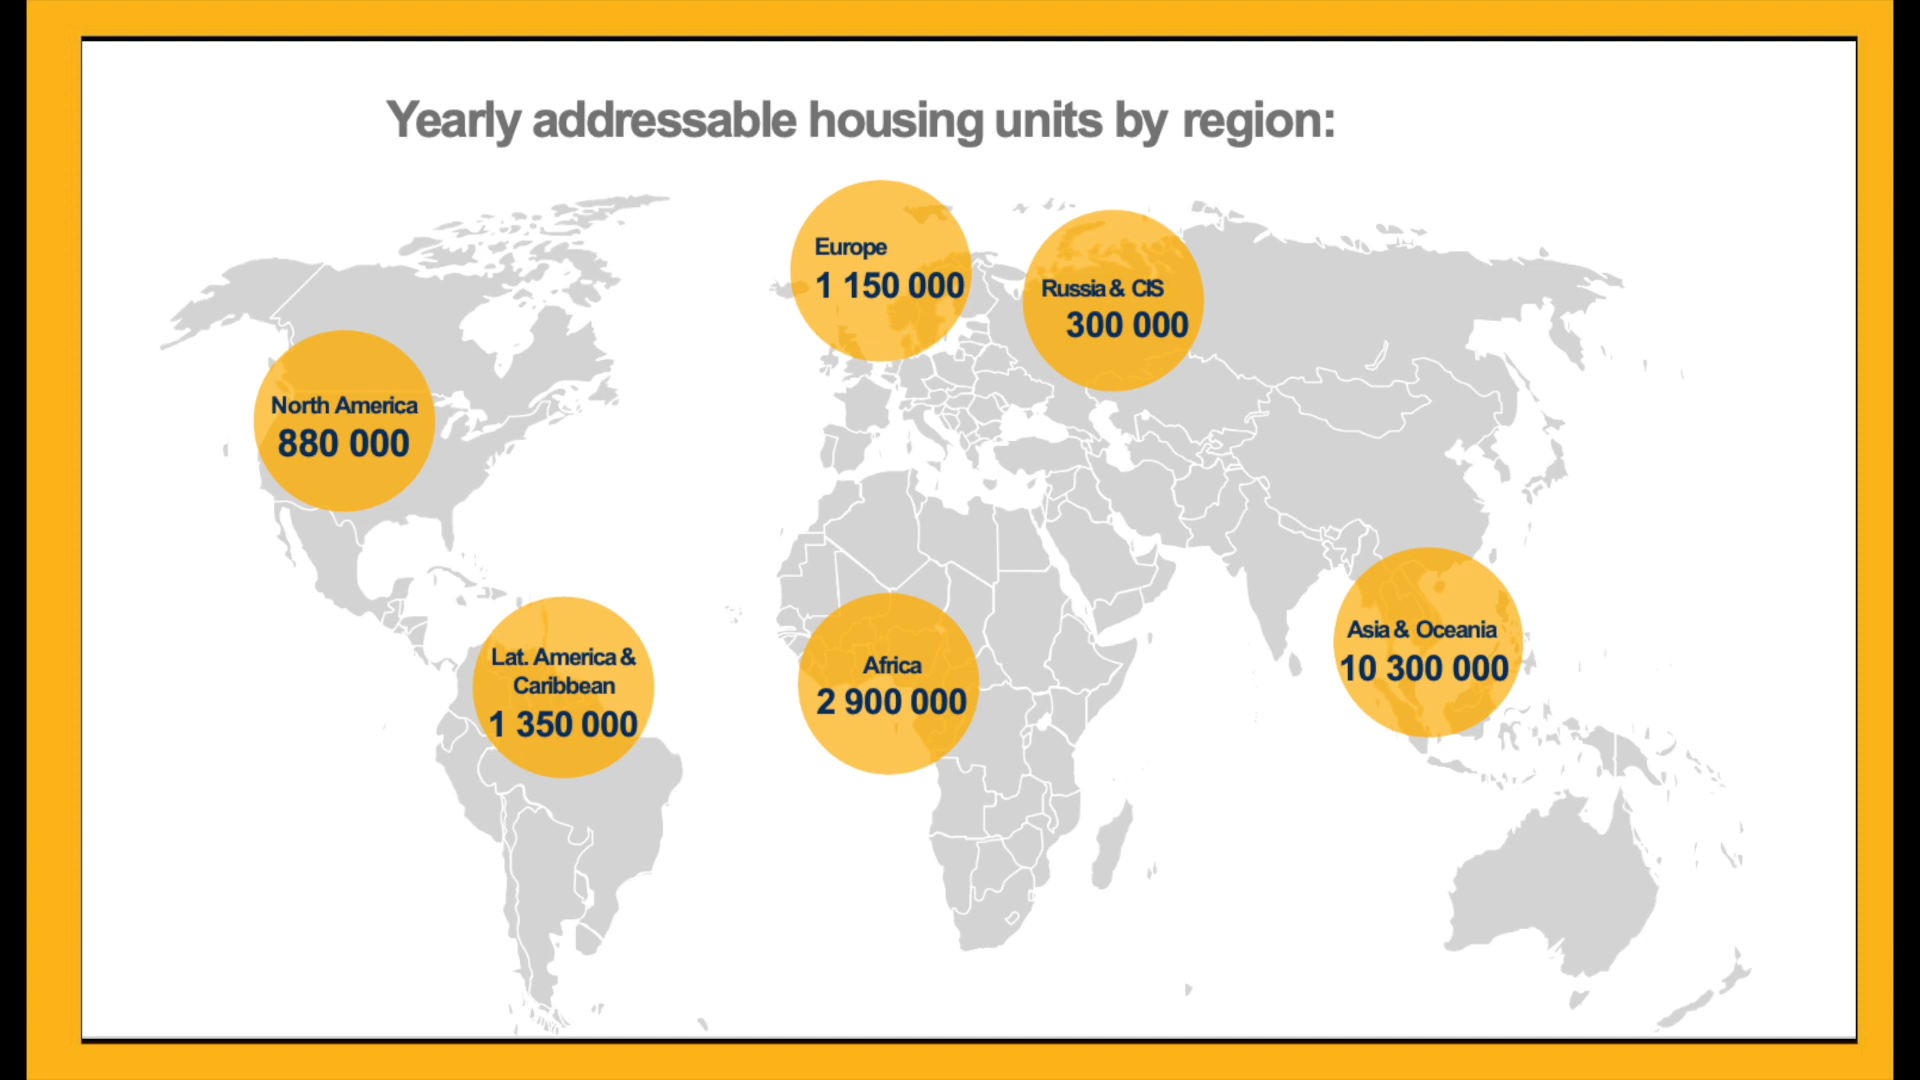 Yearly addressable housing units by region:
Europe
1 150 000
Russia & CIS
300 000
North America
880 000
Lat. America &
Caribbean
1 350 000
Africa
2 900 000
Asia & Oceania
10 300 000